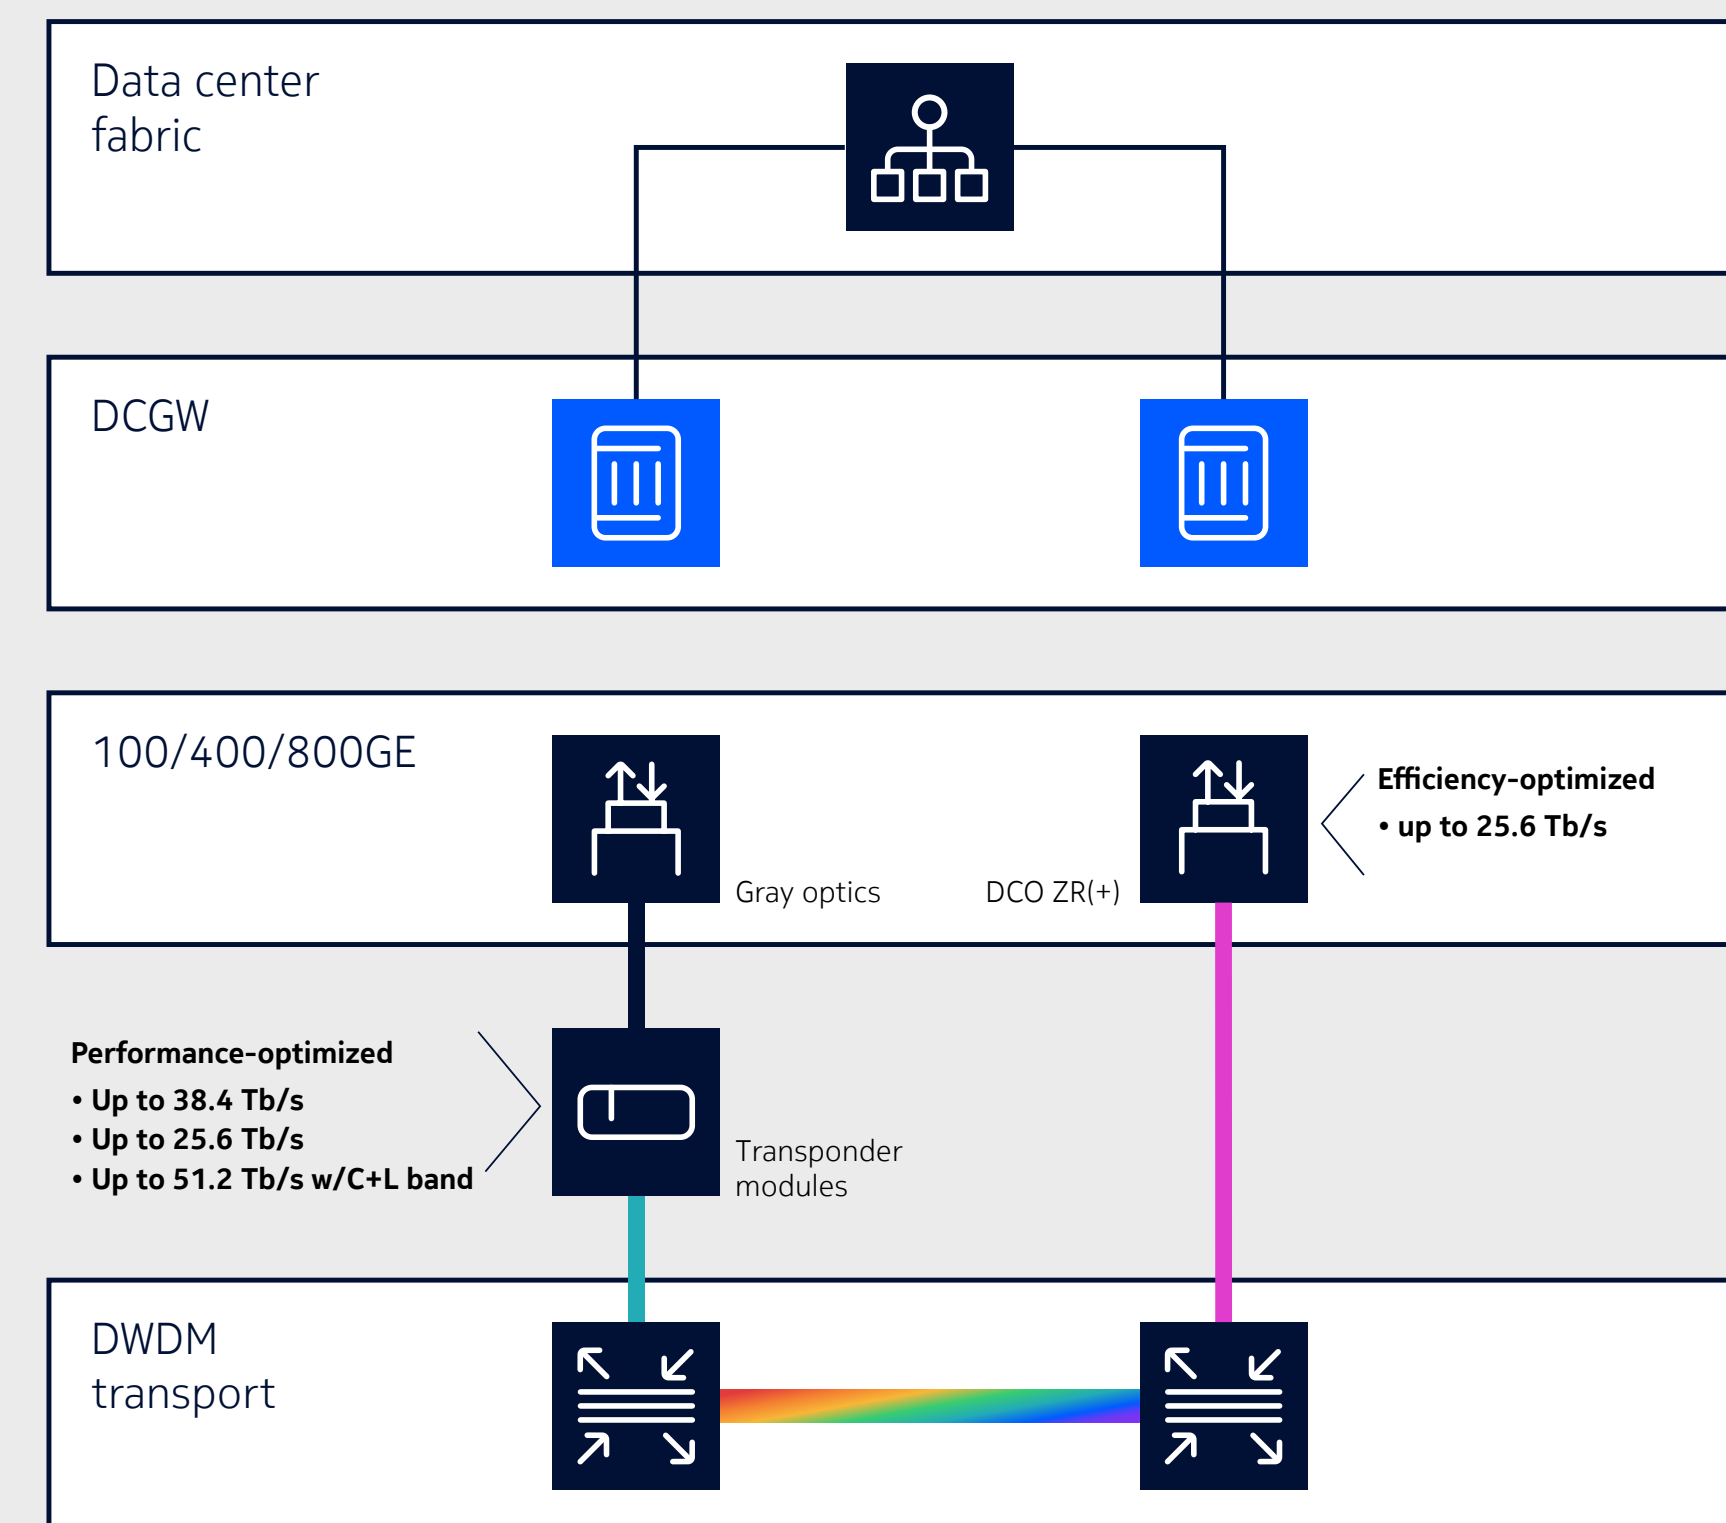 Data center
fabric
DCGW
100/400/800GE
Efficiency-optimized
• up to 25.6 Tb/s
Gray optics
DCO ZR(+)
Performance-optimized
• Up to 38.4 Tb/s
• Up to 25.6 Tb/s
• Up to 51.2 Tb/s w/C+L band
Transponder
modules
DWDM
transport